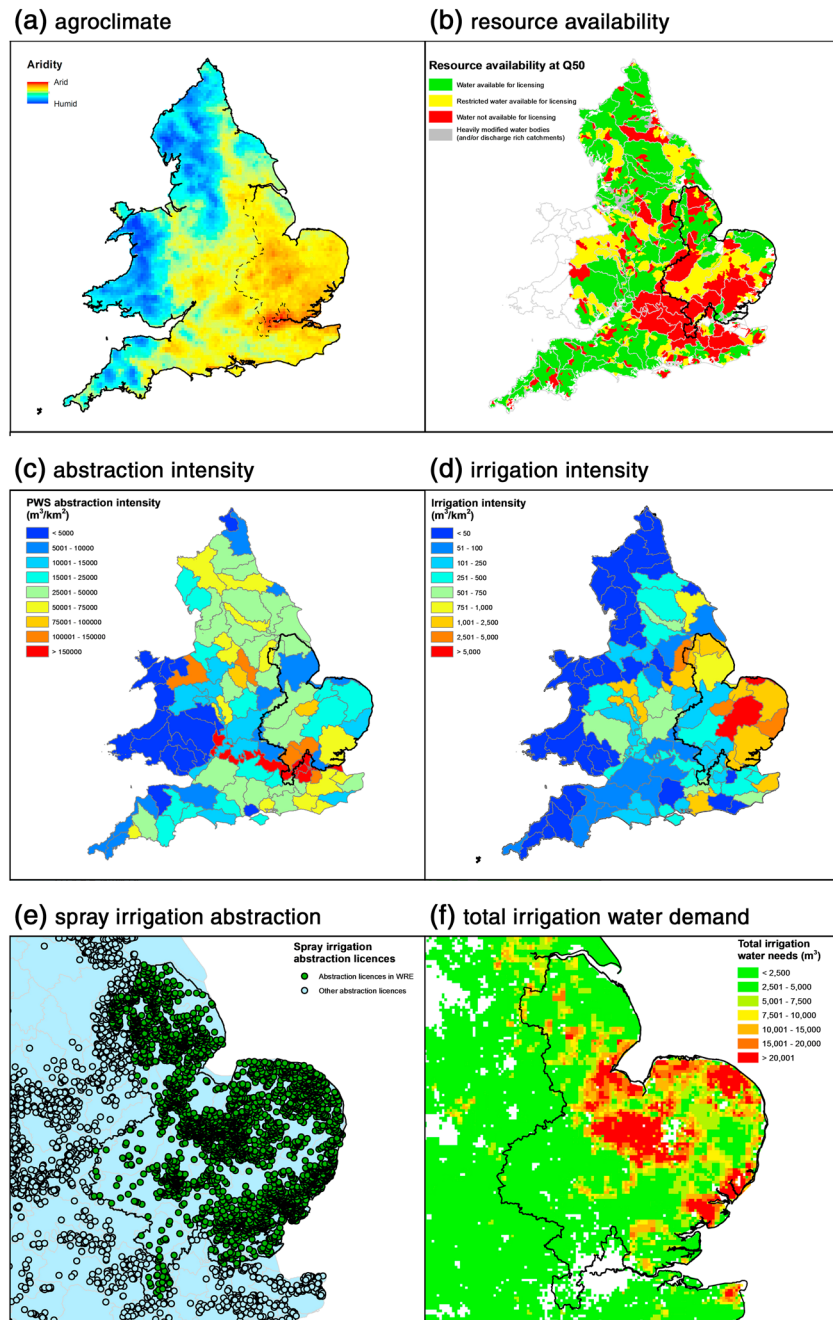 (a) agroclimate
Aridity
Arid
Humid
(b) resource availability
Resource availability at Q50
Water available for licensing
Restricted water available for licensing
Water not available for licensing
Heavily modified water bodies
(and/or discharge rich catchments)
(c) abstraction intensity
PWS abstraction intensity
(m³/km²)
< 5000
5001 - 10000
10001 - 15000
15001 - 25000
25001 - 50000
50001 - 75000
75001 - 100000
100001 - 150000
> 150000
(d) irrigation intensity
Irrigation intensity
(m³/km²)
< 50
51 - 100
101 - 250
251 - 500
501 - 750
751 - 1,000
1,001 - 2,500
2,501 - 5,000
> 5,000
(e) spray irrigation abstraction
Spray irrigation
abstraction licences
Abstraction licences in WRE
Other abstraction licences
(f) total irrigation water demand
Total irrigation
water needs (m³)
< 2,500
2,501 - 5,000
5,001 - 7,500
7,501 - 10,000
10,001 - 15,000
15,001 - 20,000
> 20,001